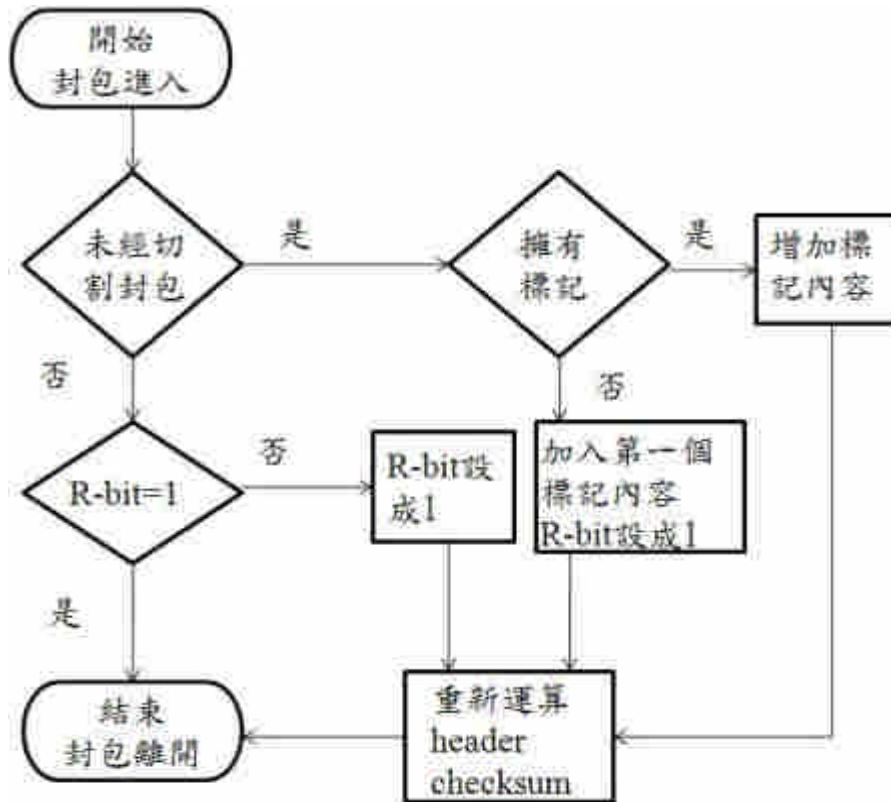 開始
封包進入
未經切
割封包
是
擁有
標記
是
增加標
記內容
否
R-bit=1
否
R-bit設
成1
否
加入第一個
標記內容
R-bit設成1
是
結束
封包離開
重新運算
header
checksum